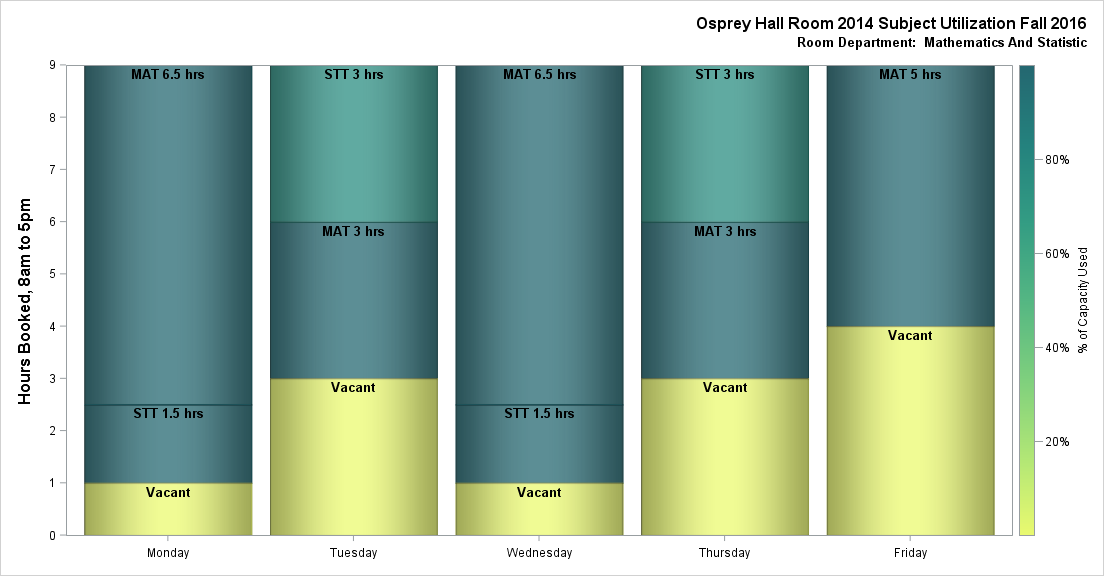 Osprey Hall Room 2014 Subject Utilization Fall 2016
Room Department:  Mathematics And Statistic
Hours Booked, 8am to 5pm
9
8
7
6
5
4
3
2
1
0
MAT 6.5 hrs
STT 1.5 hrs
Vacant
STT 3 hrs
MAT 3 hrs
Vacant
MAT 6.5 hrs
STT 1.5 hrs
Vacant
STT 3 hrs
MAT 3 hrs
Vacant
MAT 5 hrs
Vacant
Monday
Tuesday
Wednesday
Thursday
Friday
80%
60%
40%
20%
% of Capacity Used